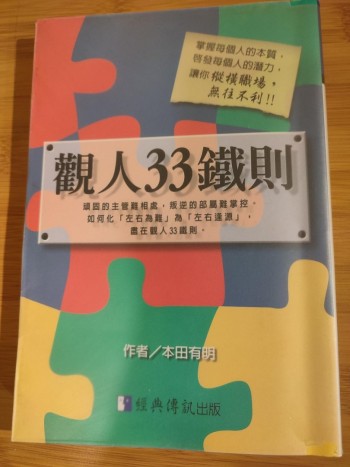 掌握每個人的本質，
啓發每個人的潛力，
讓你縱橫職場，
無往不利!!
觀人33鐵則
頑固的主管難相處，叛逆的部屬難掌控。
如何化「左右為難」為「左右逢源」，
盡在觀人33鐵則。
作者／本田有明
經典傳訊出版